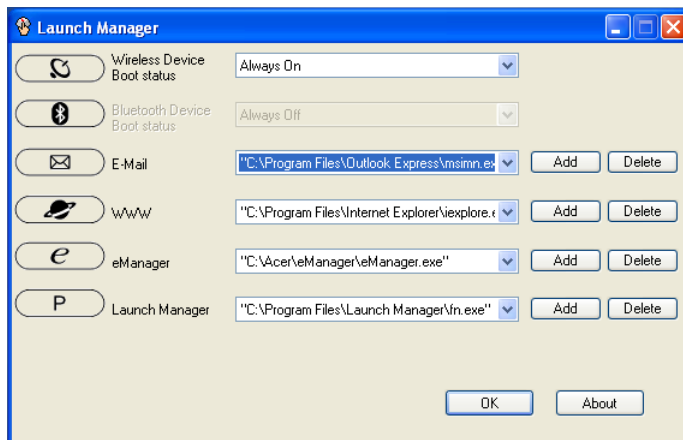 Launch Manager
Wireless Device
Boot status
Always On
Bluetooth Device
Boot status
Always Off
E-Mail
"C:\Program Files\Outlook Express\msimn.ex
Add
Delete
WWW
"C:\Program Files\Internet Explorer\iexplore.e
Add
Delete
e
eManager
"C:\Acer\eManager\eManager.exe"
Add
Delete
P
Launch Manager
"C:\Program Files\Launch Manager\fn.exe"
Add
Delete
OK
About